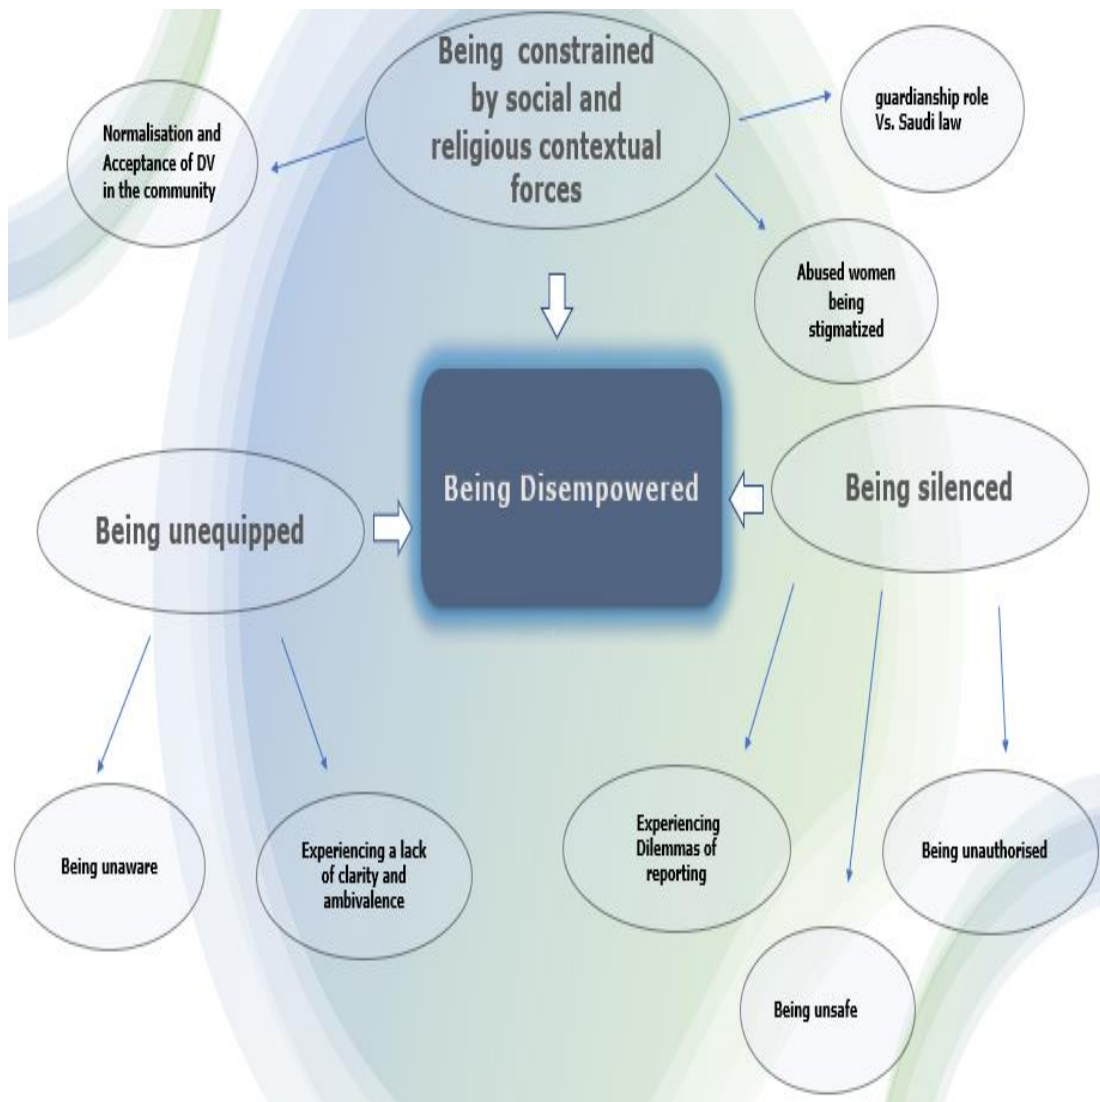 Being constrained
by social and
religious contextual
forces
guardianship role
Vs. Saudi law
Normalisation and
Acceptance of DV
in the community
Abused women
being
stigmatized
Being Disempowered
Being silenced
Being unequipped
Experiencing
Dilemmas of
reporting
Being unauthorised
Being unaware
Experiencing a lack
of clarity and
ambivalence
Being unsafe